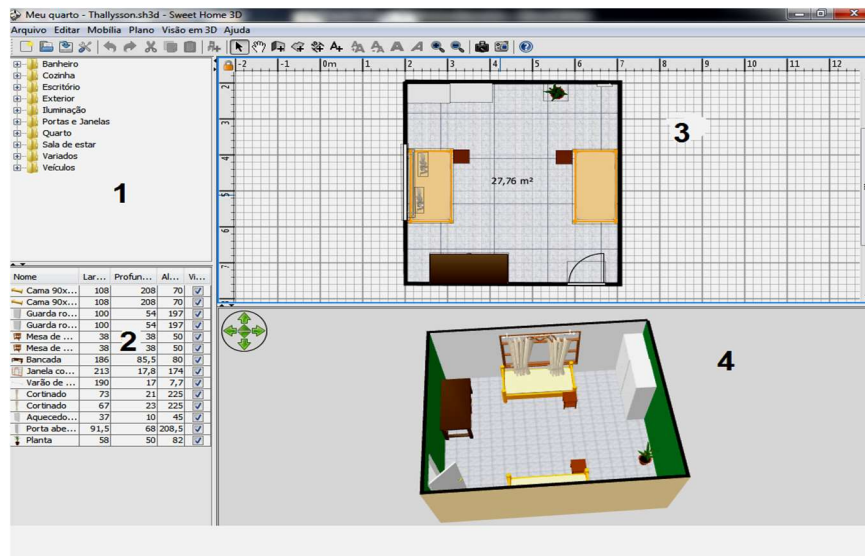 Meu quarto - Thallysson.sh3d - Sweet Home 3D
Arquivo Editar Mobília Plano Visão em 3D Ajuda
Banheiro
Cozinha
Escritório
Exterior
Iluminação
Portas e Janelas
Quarto
Sala de estar
Variados
Veículos
1
-2 -1 0m 1 2 3 4 5 6 7 8 9 10 11 12
2
3
4
5
6
7
27,76 m²
3
Nome Lar... Profun... Al... Vi...
Cama 90x... 108 208 70
Cama 90x... 108 208 70
Guarda ro... 100 54 197
Guarda ro... 100 54 197
Mesa de ... 38 38 50
Mesa de ... 38 38 50
Bancada 186 85,5 80
Janela co... 213 17,8 174
Varão de ... 190 17 7,7
Cortinado 73 21 225
Cortinado 67 23 225
Aquecedo... 37 10 45
Porta abe... 91,5 68 208,5
Planta 58 50 82
2
4